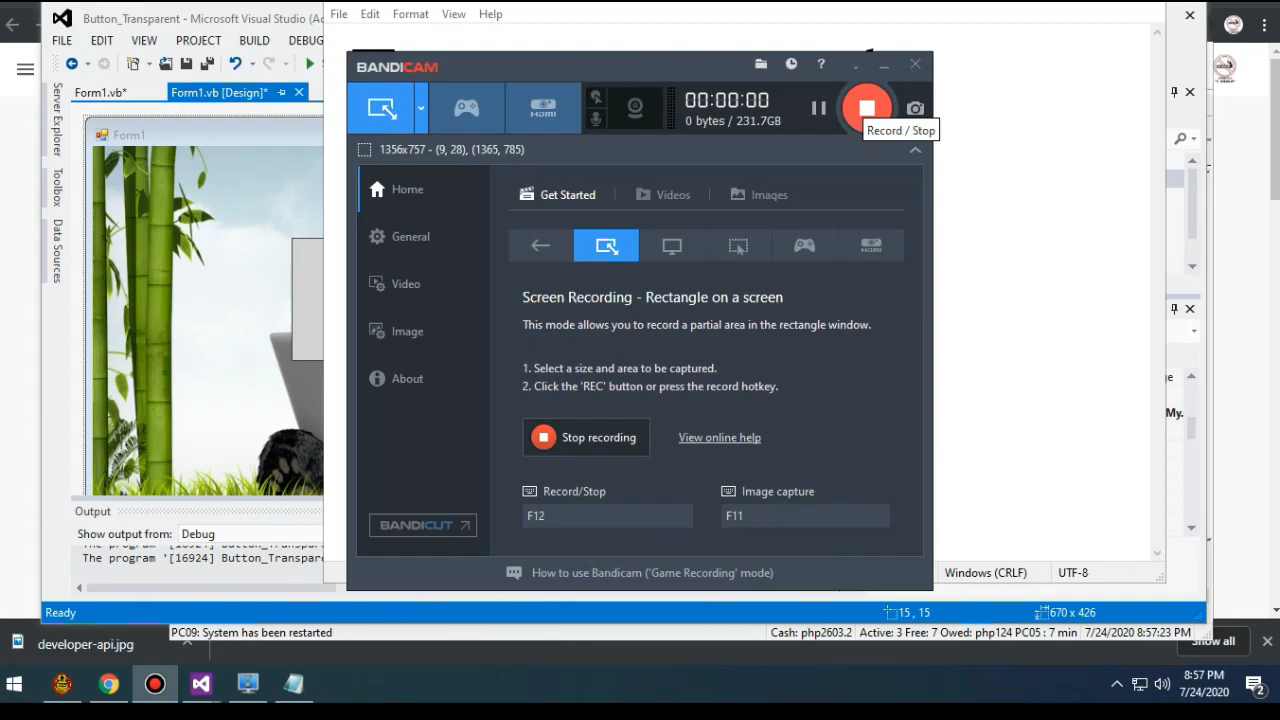 Button_Transparent - Microsoft Visual Studio (Ad
FILE EDIT VIEW PROJECT BUILD DEBUG
Form1.vb*
Form1.vb [Design]*
Server Explorer
Toolbox
Data Sources
Form1
Output
Show output from: Debug
The program '[16924] Button_Transpare
Ready
15 , 15
670 x 426
File Edit Format View Help
Windows (CRLF)
UTF-8
My.
BANDICAM
HDMI
00:00:00
0 bytes / 231.7GB
Record / Stop
1356x757 - (9, 28), (1365, 785)
Home
General
Video
Image
About
BANDICUT
Get Started
Videos
Images
Screen Recording - Rectangle on a screen
This mode allows you to record a partial area in the rectangle window.
1. Select a size and area to be captured.
2. Click the 'REC' button or press the record hotkey.
Stop recording
View online help
Record/Stop
F12
Image capture
F11
How to use Bandicam ('Game Recording' mode)
PC09: System has been restarted
Cash: php2603.2 Active: 3 Free: 7 Owed: php124 PC05 : 7 min
7/24/2020 8:57:23 PM
developer-api.jpg
Show all
8:57 PM
7/24/2020
2